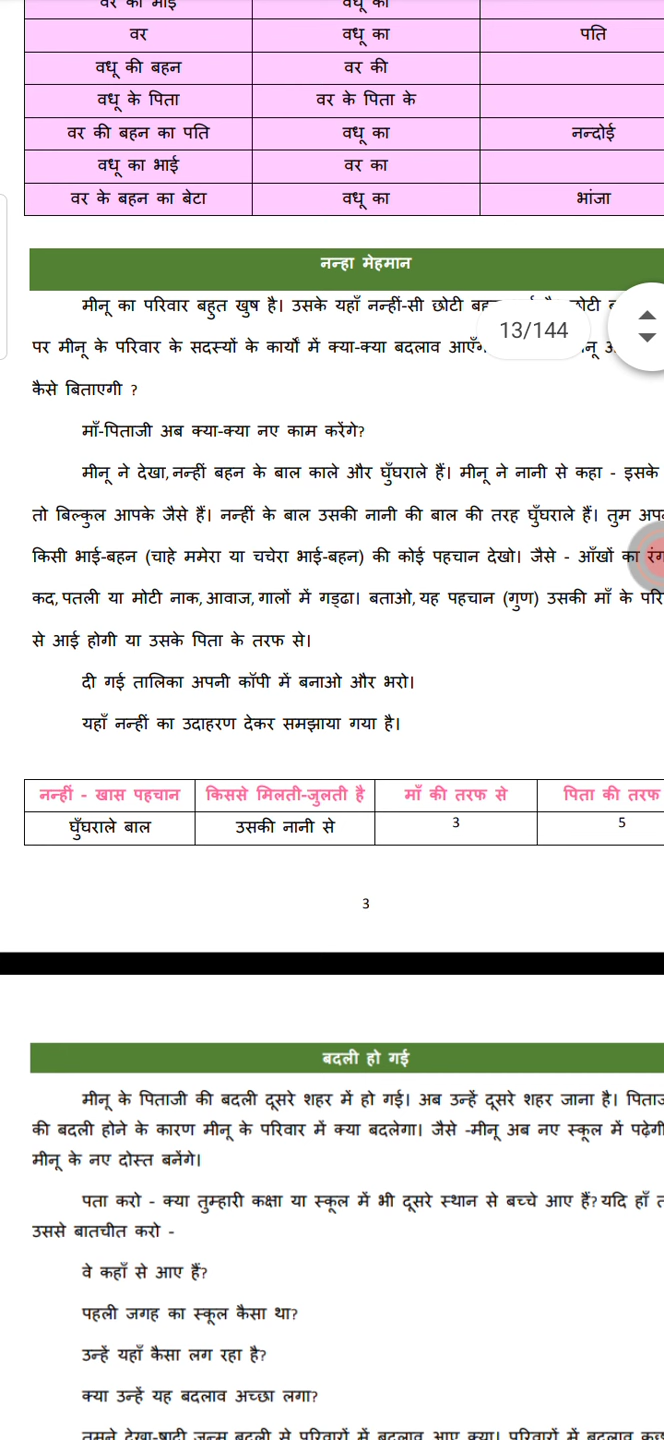 वर वधू का पति
वधू की बहन वर की
वधू के पिता वर के पिता के
वर की बहन का पति वधू का नन्दोई
वधू का भाई वर का
वर के बहन का बेटा वधू का भांजा
नन्हा मेहमान
मीनू का परिवार बहुत खुष है। उसके यहाँ नन्हीं-सी छोटी
13/144
पर मीनू के परिवार के सदस्यों के कार्यों में क्या-क्या बदलाव
कैसे बिताएगी ?
माँ-पिताजी अब क्या-क्या नए काम करेंगे?
मीनू ने देखा, नन्हीं बहन के बाल काले और घुँघराले हैं। मीनू ने नानी से कहा - इसके
तो बिल्कुल आपके जैसे हैं। नन्हीं के बाल उसकी नानी की बाल की तरह घुँघराले हैं। तुम
किसी भाई-बहन (चाहे ममेरा या चचेरा भाई-बहन) की कोई पहचान देखो। जैसे - आँखों का रंग
कद, पतली या मोटी नाक, आवाज, गालों में गड्ढा। बताओ, यह पहचान (गुण) उसकी माँ के
से आई होगी या उसके पिता के तरफ से।
दी गई तालिका अपनी कॉपी में बनाओ और भरो।
यहाँ नन्हीं का उदाहरण देकर समझाया गया है।
नन्हीं - खास पहचान किससे मिलती-जुलती है माँ की तरफ से पिता की तरफ
घुँघराले बाल उसकी नानी से 3 5
3
बदली हो गई
मीनू के पिताजी की बदली दूसरे शहर में हो गई। अब उन्हें दूसरे शहर जाना है।
की बदली होने के कारण मीनू के परिवार में क्या बदलेगा। जैसे -मीनू अब नए स्कूल में पढ़ेगी
मीनू के नए दोस्त बनेंगे।
पता करो - क्या तुम्हारी कक्षा या स्कूल में भी दूसरे स्थान से बच्चे आए हैं? यदि हाँ
उससे बातचीत करो -
वे कहाँ से आए हैं?
पहली जगह का स्कूल कैसा था?
उन्हें यहाँ कैसा लग रहा है?
क्या उन्हें यह बदलाव अच्छा लगा?